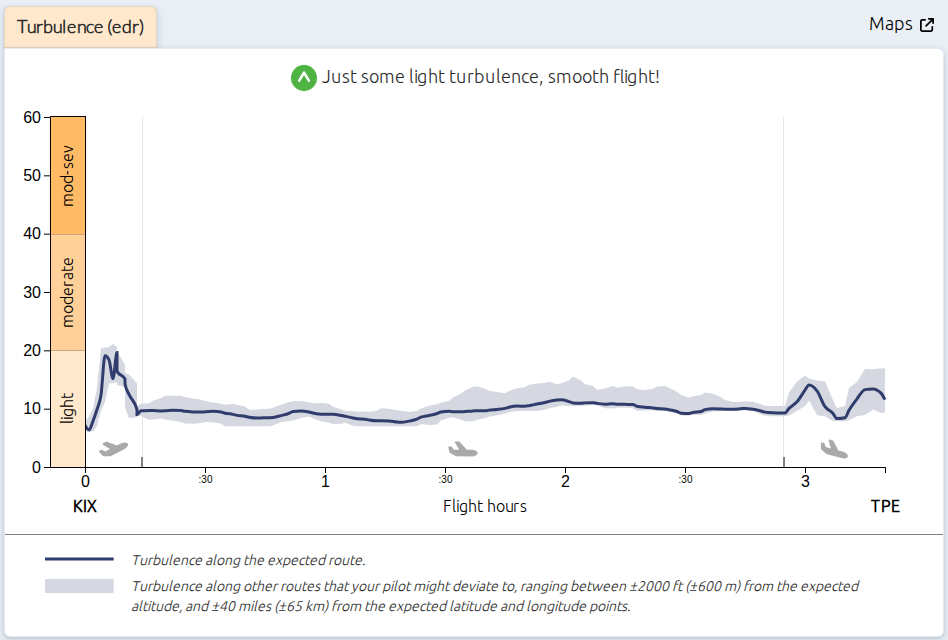 Turbulence (edr)
Maps
Just some light turbulence, smooth flight!
60
50
40
30
20
10
0
mod-sev
moderate
light
0
:30
1
:30
2
:30
3
KIX
Flight hours
TPE
Turbulence along the expected route.
Turbulence along other routes that your pilot might deviate to, ranging between ±2000 ft (±600 m) from the expected
altitude, and ±40 miles (±65 km) from the expected latitude and longitude points.